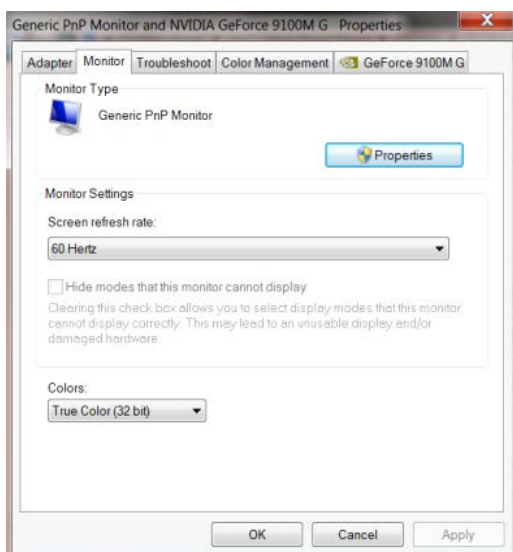 Generic PnP Monitor and NVIDIA GeForce 9100M G Properties
Adapter Monitor Troubleshoot Color Management GeForce 9100M G
Monitor Type
Generic PnP Monitor
Properties
Monitor Settings
Screen refresh rate:
60 Hertz
Hide modes that this monitor cannot display
Clearing this check box allows you to select display modes that this monitor
cannot display correctly. This may lead to an unusable display and/or
damaged hardware.
Colors:
True Color (32 bit)
OK Cancel Apply